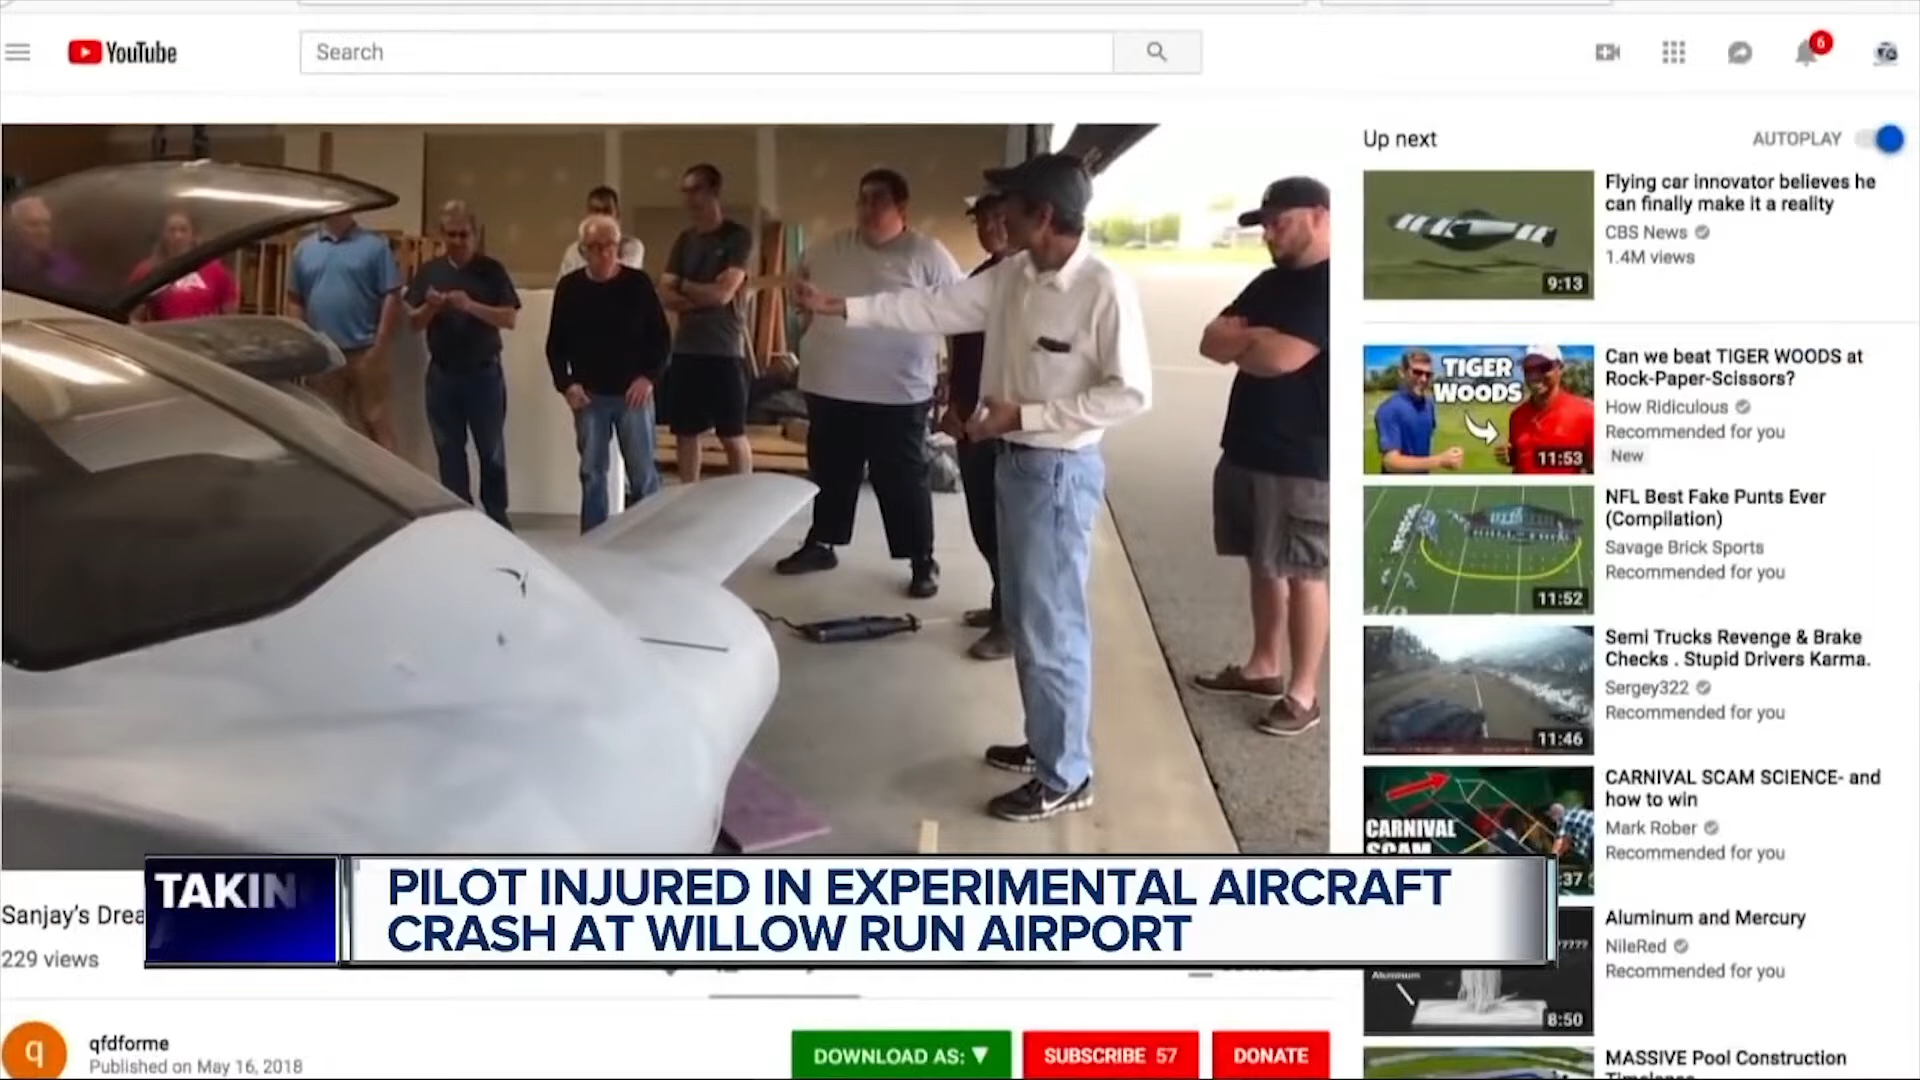 YouTube
Search
6
Up next
AUTOPLAY
Flying car innovator believes he
can finally make it a reality
CBS News
1.4M views
9:13
TIGER
WOODS
11:53
Can we beat TIGER WOODS at
Rock-Paper-Scissors?
How Ridiculous
Recommended for you
New
NFL Best Fake Punts Ever
(Compilation)
Savage Brick Sports
Recommended for you
11:52
Semi Trucks Revenge & Brake
Checks . Stupid Drivers Karma.
Sergey322
Recommended for you
11:46
CARNIVAL SCAM SCIENCE- and
how to win
Mark Rober
Recommended for you
CARNIVAL
SCAM
:37
Aluminum and Mercury
NileRed
Recommended for you
?????
Aluminum
8:50
MASSIVE Pool Construction
Timelapse
TAKIN
PILOT INJURED IN EXPERIMENTAL AIRCRAFT
CRASH AT WILLOW RUN AIRPORT
Sanjay's Drea
229 views
q
qfdforme
Published on May 16, 2018
DOWNLOAD AS: ▼
SUBSCRIBE 57
DONATE